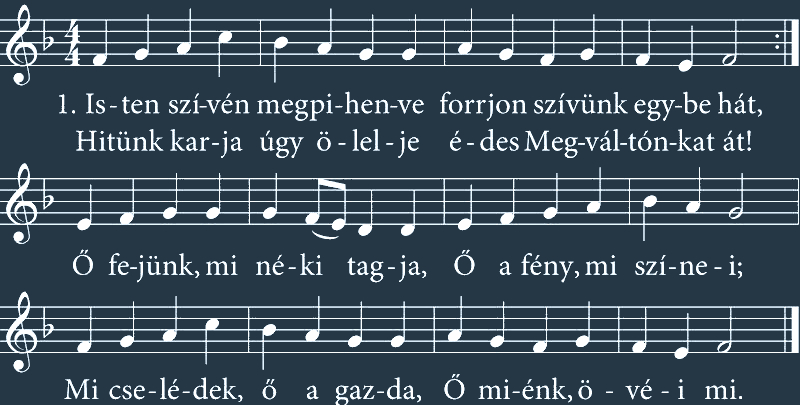 1. Is-ten szí-vén megpi-hen-ve forrjon szívünk egy-be hát,
Hitünk kar-ja úgy ö-lel-je é-des Meg-vál-tón-kat át!
Ő fe-jünk, mi né-ki tag-ja, Ő a fény, mi szí-ne-i;
Mi cse-lé-dek, ő a gaz-da, Ő mi-énk, ö-vé-i mi.